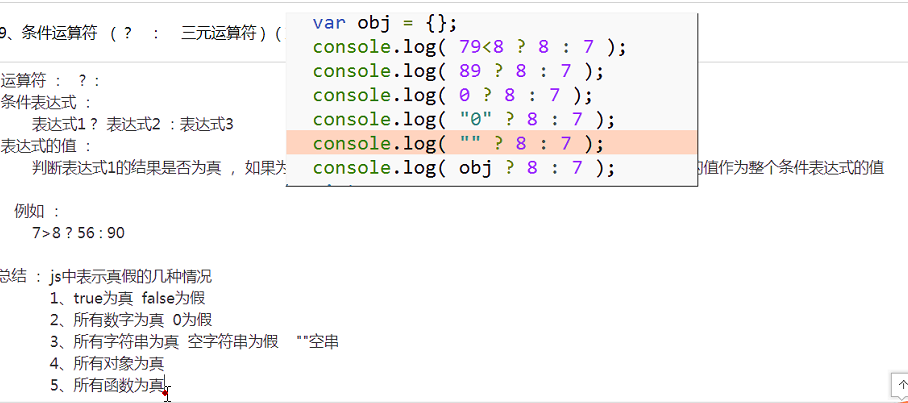 9、条件运算符 ( ? : 三元运算符 ) (
运算符 : ? :
条件表达式 :
表达式1 ? 表达式2 : 表达式3
表达式的值 :
判断表达式1的结果是否为真 , 如果为
的值作为整个条件表达式的值
例如 :
7>8 ? 56 : 90
总结 : js中表示真假的几种情况
1、true为真 false为假
2、所有数字为真 0为假
3、所有字符串为真 空字符串为假 ""空串
4、所有对象为真
5、所有函数为真
var obj = {};
console.log( 79<8 ? 8 : 7 );
console.log( 89 ? 8 : 7 );
console.log( 0 ? 8 : 7 );
console.log( "0" ? 8 : 7 );
console.log( "" ? 8 : 7 );
console.log( obj ? 8 : 7 );